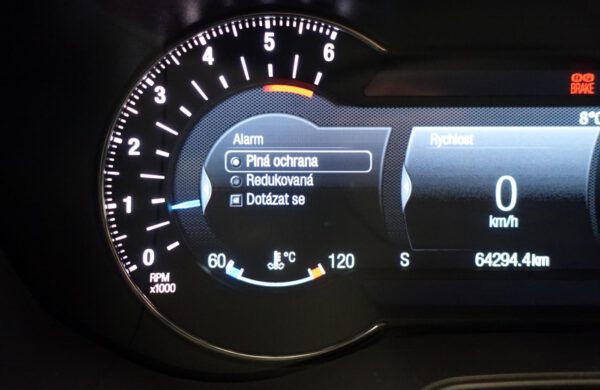 0
1
2
3
4
5
6
RPM
x1000
BRAKE
8°C
Alarm
Plná ochrana
Redukovaná
Dotázat se
60
°C
120
Rychlost
0
km/h
S
64294.4km